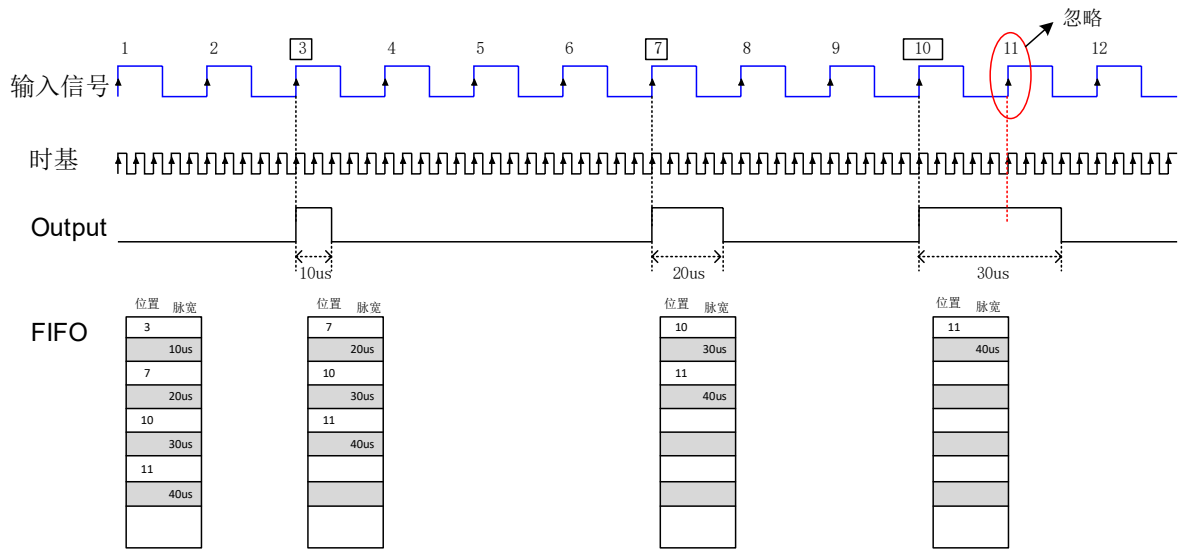 忽略
1 2 3 4 5 6 7 8 9 10 11 12
输入信号
时基
Output
10us 20us 30us
FIFO
位置 脉宽 位置 脉宽 位置 脉宽 位置 脉宽
3 7 10 11
10us 20us 30us 40us
7 10 11
20us 30us 40us
10 11
30us 40us
11
40us